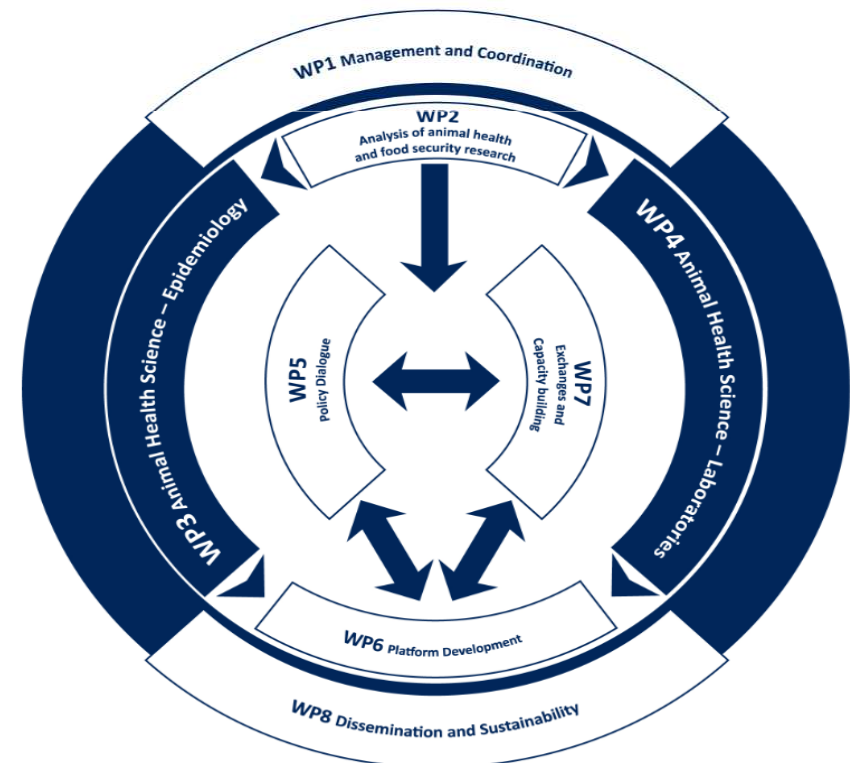 WP1 Management and Coordination
WP2
Analysis of animal health
and food security research
WP3 Animal Health Science – Epidemiology
WP4 Animal Health Science – Laboratories
WP5
Policy Dialogue
WP7
Exchanges and
Capacity building
WP6 Platform Development
WP8 Dissemination and Sustainability